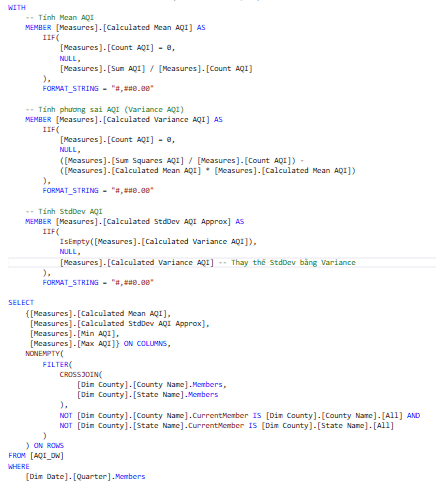 WITH
-- Tính Mean AQI
MEMBER [Measures].[Calculated Mean AQI] AS
IIF(
[Measures].[Count AQI] = 0,
NULL,
[Measures].[Sum AQI] / [Measures].[Count AQI]
),
FORMAT_STRING = "#,##0.00"
-- Tính phương sai AQI (Variance AQI)
MEMBER [Measures].[Calculated Variance AQI] AS
IIF(
[Measures].[Count AQI] = 0,
NULL,
([Measures].[Sum Squares AQI] / [Measures].[Count AQI]) -
([Measures].[Calculated Mean AQI] * [Measures].[Calculated Mean AQI])
),
FORMAT_STRING = "#,##0.00"
-- Tính StdDev AQI
MEMBER [Measures].[Calculated StdDev AQI Approx] AS
IIF(
IsEmpty([Measures].[Calculated Variance AQI]),
NULL,
[Measures].[Calculated Variance AQI] -- Thay thế StdDev bằng Variance
),
FORMAT_STRING = "#,##0.00"
SELECT
{[Measures].[Calculated Mean AQI],
[Measures].[Calculated StdDev AQI Approx],
[Measures].[Min AQI],
[Measures].[Max AQI]} ON COLUMNS,
NONEMPTY(
FILTER(
CROSSJOIN(
[Dim County].[County Name].Members,
[Dim County].[State Name].Members
),
NOT [Dim County].[County Name].CurrentMember IS [Dim County].[County Name].[All] AND
NOT [Dim County].[State Name].CurrentMember IS [Dim County].[State Name].[All]
)
) ON ROWS
FROM [AQI_DW]
WHERE
[Dim Date].[Quarter].Members